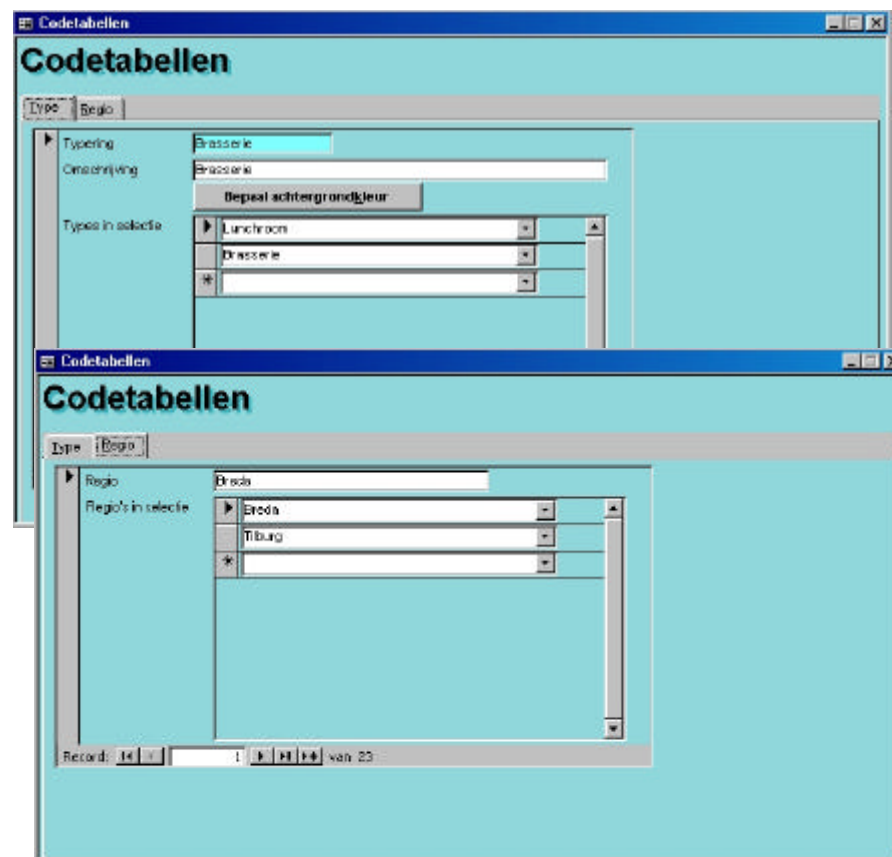 Codetabellen
Codetabellen
Type Regio
Typering Brasserie
Omschrijving Brasserie
Bepaal achtergrondkleur
Types in selectie Lunchroom
Brasserie
Codetabellen
Codetabellen
Type Regio
Regio Breda
Regio's in selectie Breda
Tilburg
Record: 1 van 23